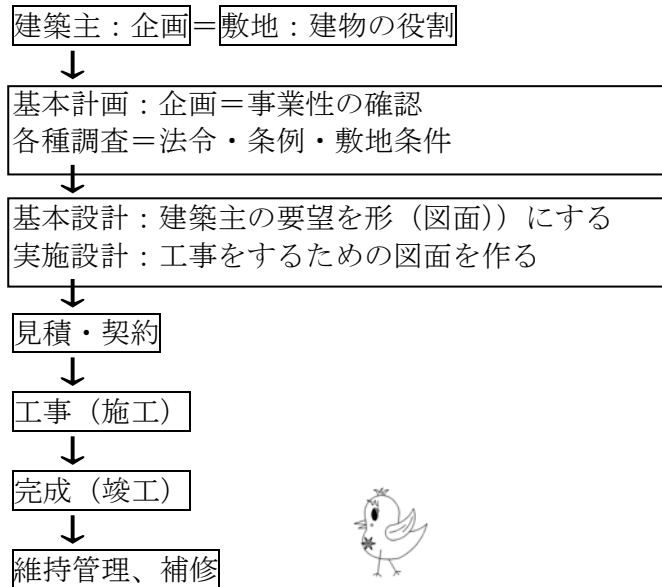 建築主：企画＝敷地：建物の役割
↓
基本計画：企画＝事業性の確認
各種調査＝法令・条例・敷地条件
↓
基本設計：建築主の要望を形（図面））にする
実施設計：工事をするための図面を作る
↓
見積・契約
↓
工事（施工）
↓
完成（竣工）
↓
維持管理、補修